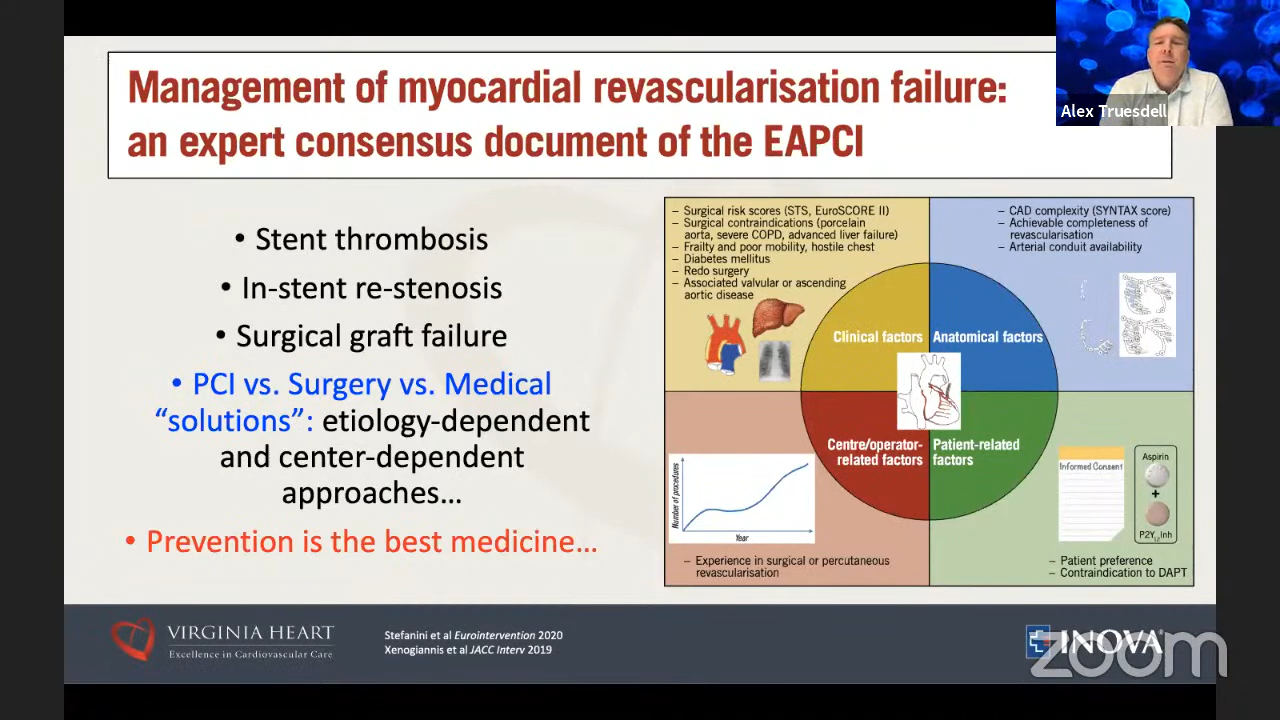 Management of myocardial revascularisation failure:
an expert consensus document of the EAPCI
Alex Truesdell
• Stent thrombosis
• In-stent re-stenosis
• Surgical graft failure
• PCI vs. Surgery vs. Medical
“solutions”: etiology-dependent
and center-dependent
approaches...
• Prevention is the best medicine...
– Surgical risk scores (STS, EuroSCORE II)
– Surgical contraindications (porcelain
aorta, severe COPD, advanced liver failure)
– Frailty and poor mobility, hostile chest
– Diabetes mellitus
– Redo surgery
– Associated valvular or ascending
aortic disease
– CAD complexity (SYNTAX score)
– Achievable completeness of
revascularisation
– Arterial conduit availability
Clinical factors
Anatomical factors
Centre/operator-
related factors
Patient-related
factors
Number of procedures
Year
– Experience in surgical or percutaneous
revascularisation
Informed Consent
Aspirin
+
P2Y12Inh
– Patient preference
– Contraindication to DAPT
VIRGINIA HEART
Excellence in Cardiovascular Care
Stefanini et al Eurointervention 2020
Xenogiannis et al JACC Interv 2019
INOVA
zoom